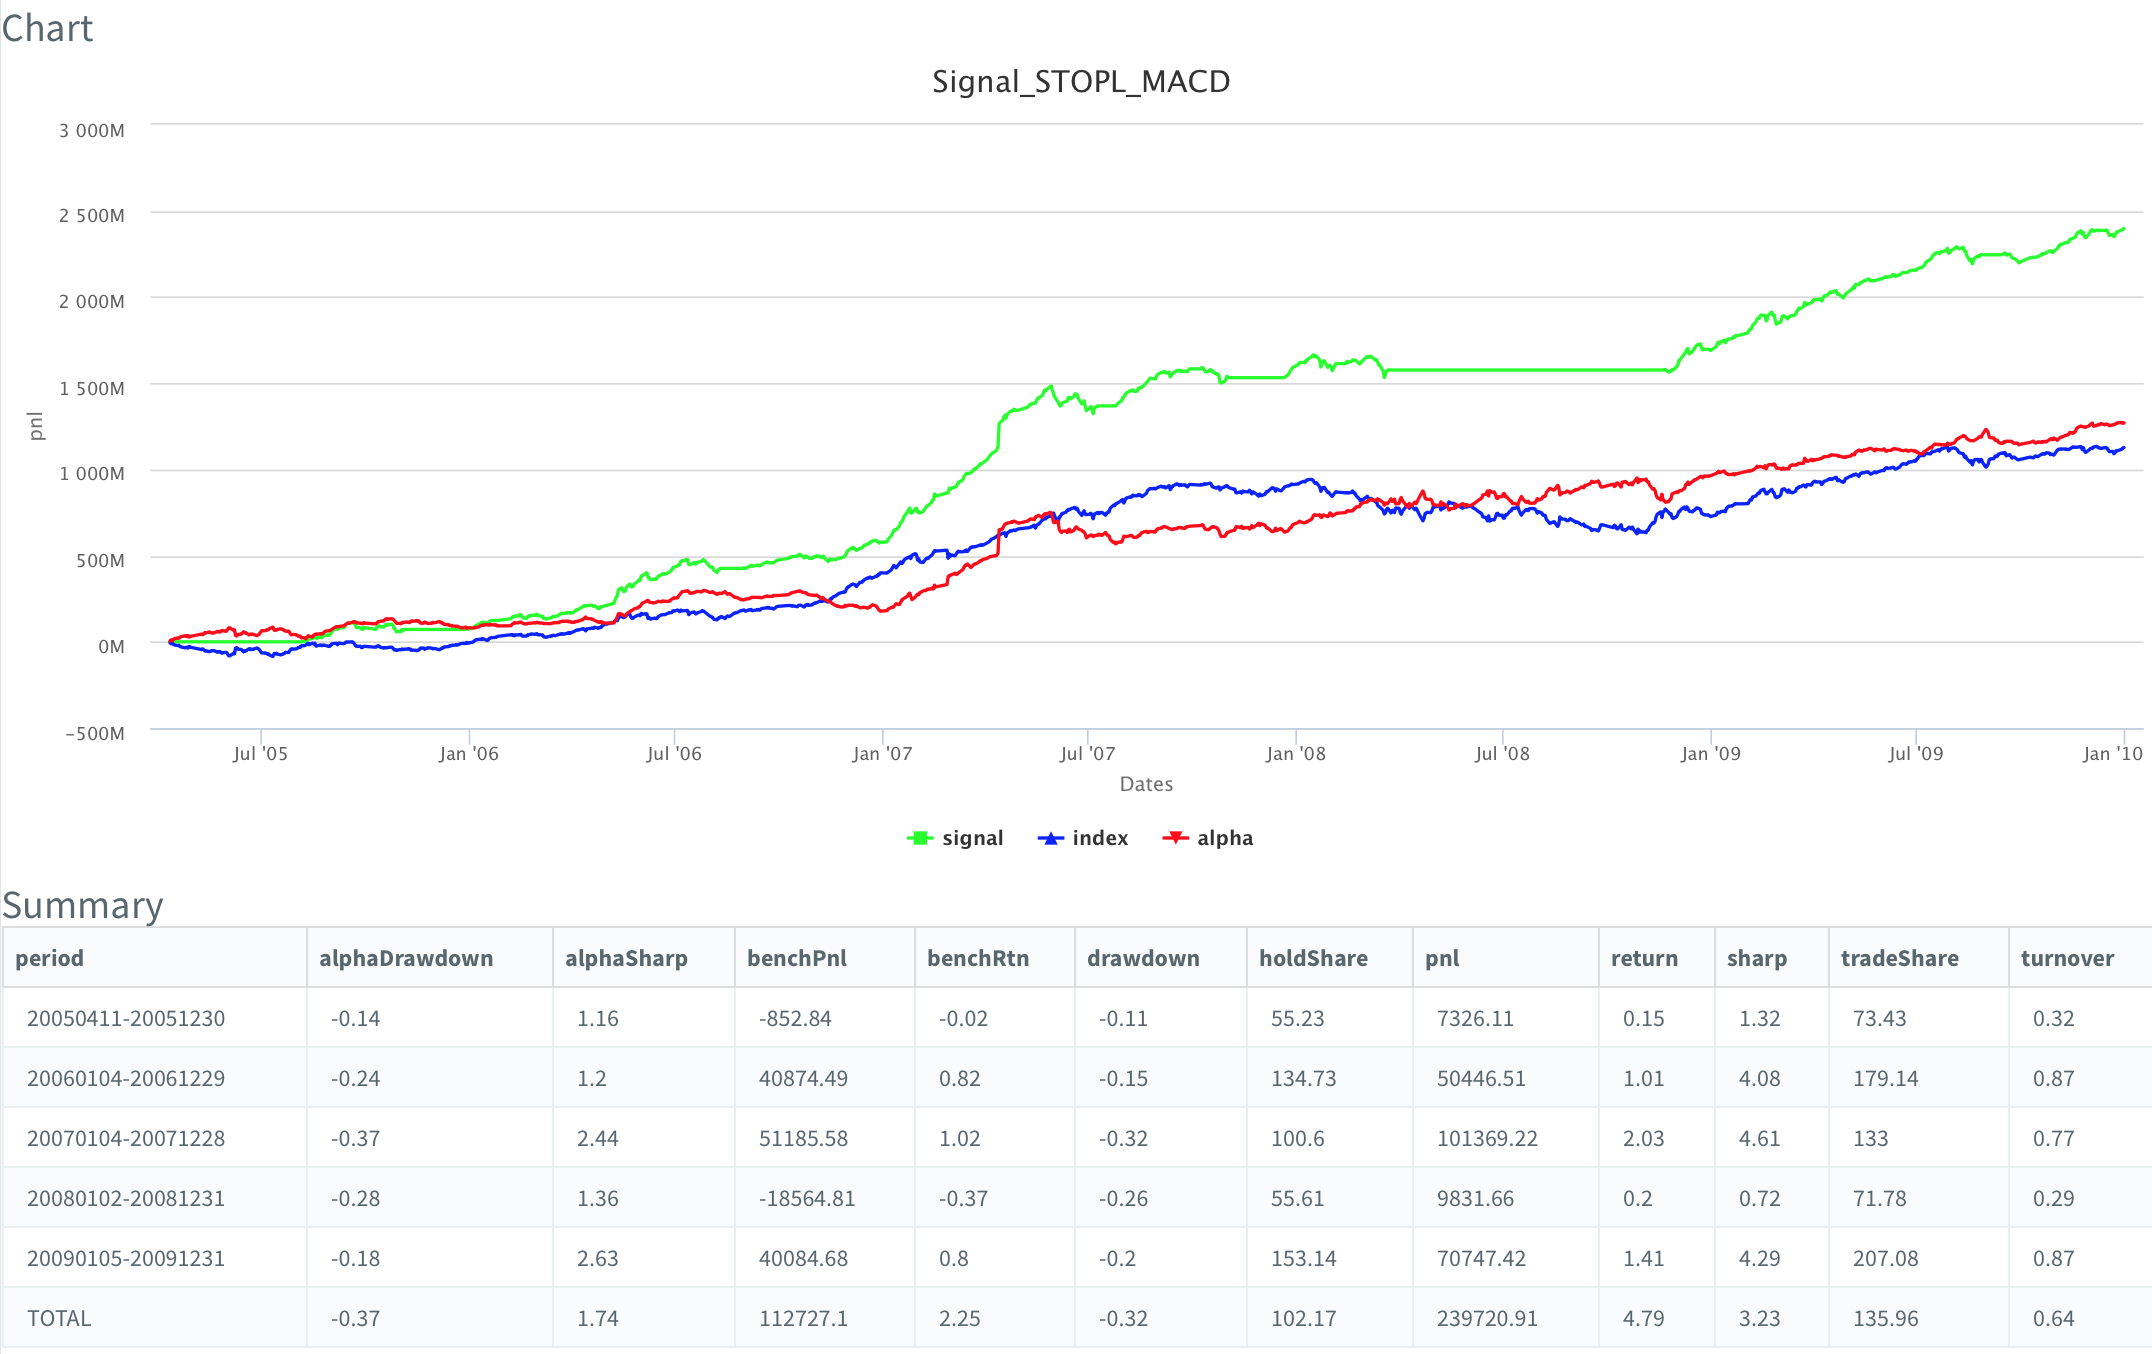 Chart
Signal_STOPL_MACD
3 000M
2 500M
2 000M
1 500M
1 000M
500M
0M
−500M
pnl
Jul '05 Jan '06 Jul '06 Jan '07 Jul '07 Jan '08 Jul '08 Jan '09 Jul '09 Jan '10
Dates
signal index alpha
Summary
period alphaDrawdown alphaSharp benchPnl benchRtn drawdown holdShare pnl return sharp tradeShare turnover
20050411-20051230 -0.14 1.16 -852.84 -0.02 -0.11 55.23 7326.11 0.15 1.32 73.43 0.32
20060104-20061229 -0.24 1.2 40874.49 0.82 -0.15 134.73 50446.51 1.01 4.08 179.14 0.87
20070104-20071228 -0.37 2.44 51185.58 1.02 -0.32 100.6 101369.22 2.03 4.61 133 0.77
20080102-20081231 -0.28 1.36 -18564.81 -0.37 -0.26 55.61 9831.66 0.2 0.72 71.78 0.29
20090105-20091231 -0.18 2.63 40084.68 0.8 -0.2 153.14 70747.42 1.41 4.29 207.08 0.87
TOTAL -0.37 1.74 112727.1 2.25 -0.32 102.17 239720.91 4.79 3.23 135.96 0.64